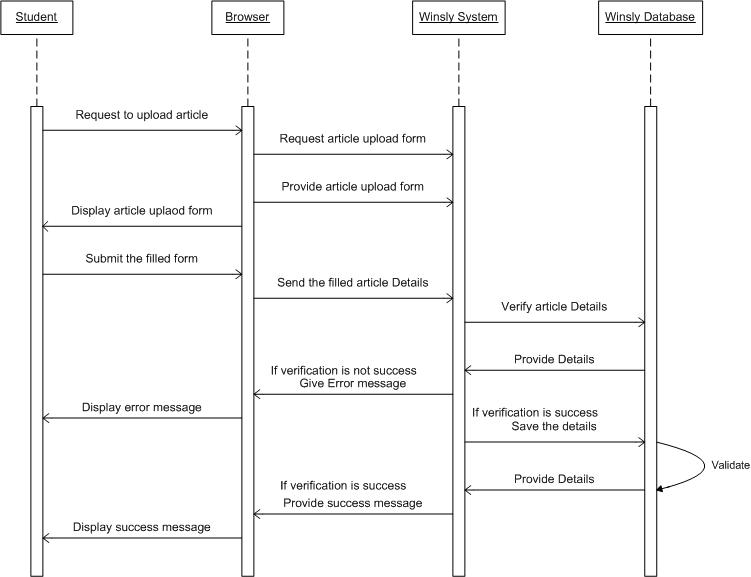 Student
Browser
Winsly System
Winsly Database
Request to upload article
Request article upload form
Provide article upload form
Display article uplaod form
Submit the filled form
Send the filled article Details
Verify article Details
Provide Details
If verification is not success
Give Error message
Display error message
If verification is success
Save the details
Validate
Provide Details
If verification is success
Provide success message
Display success message